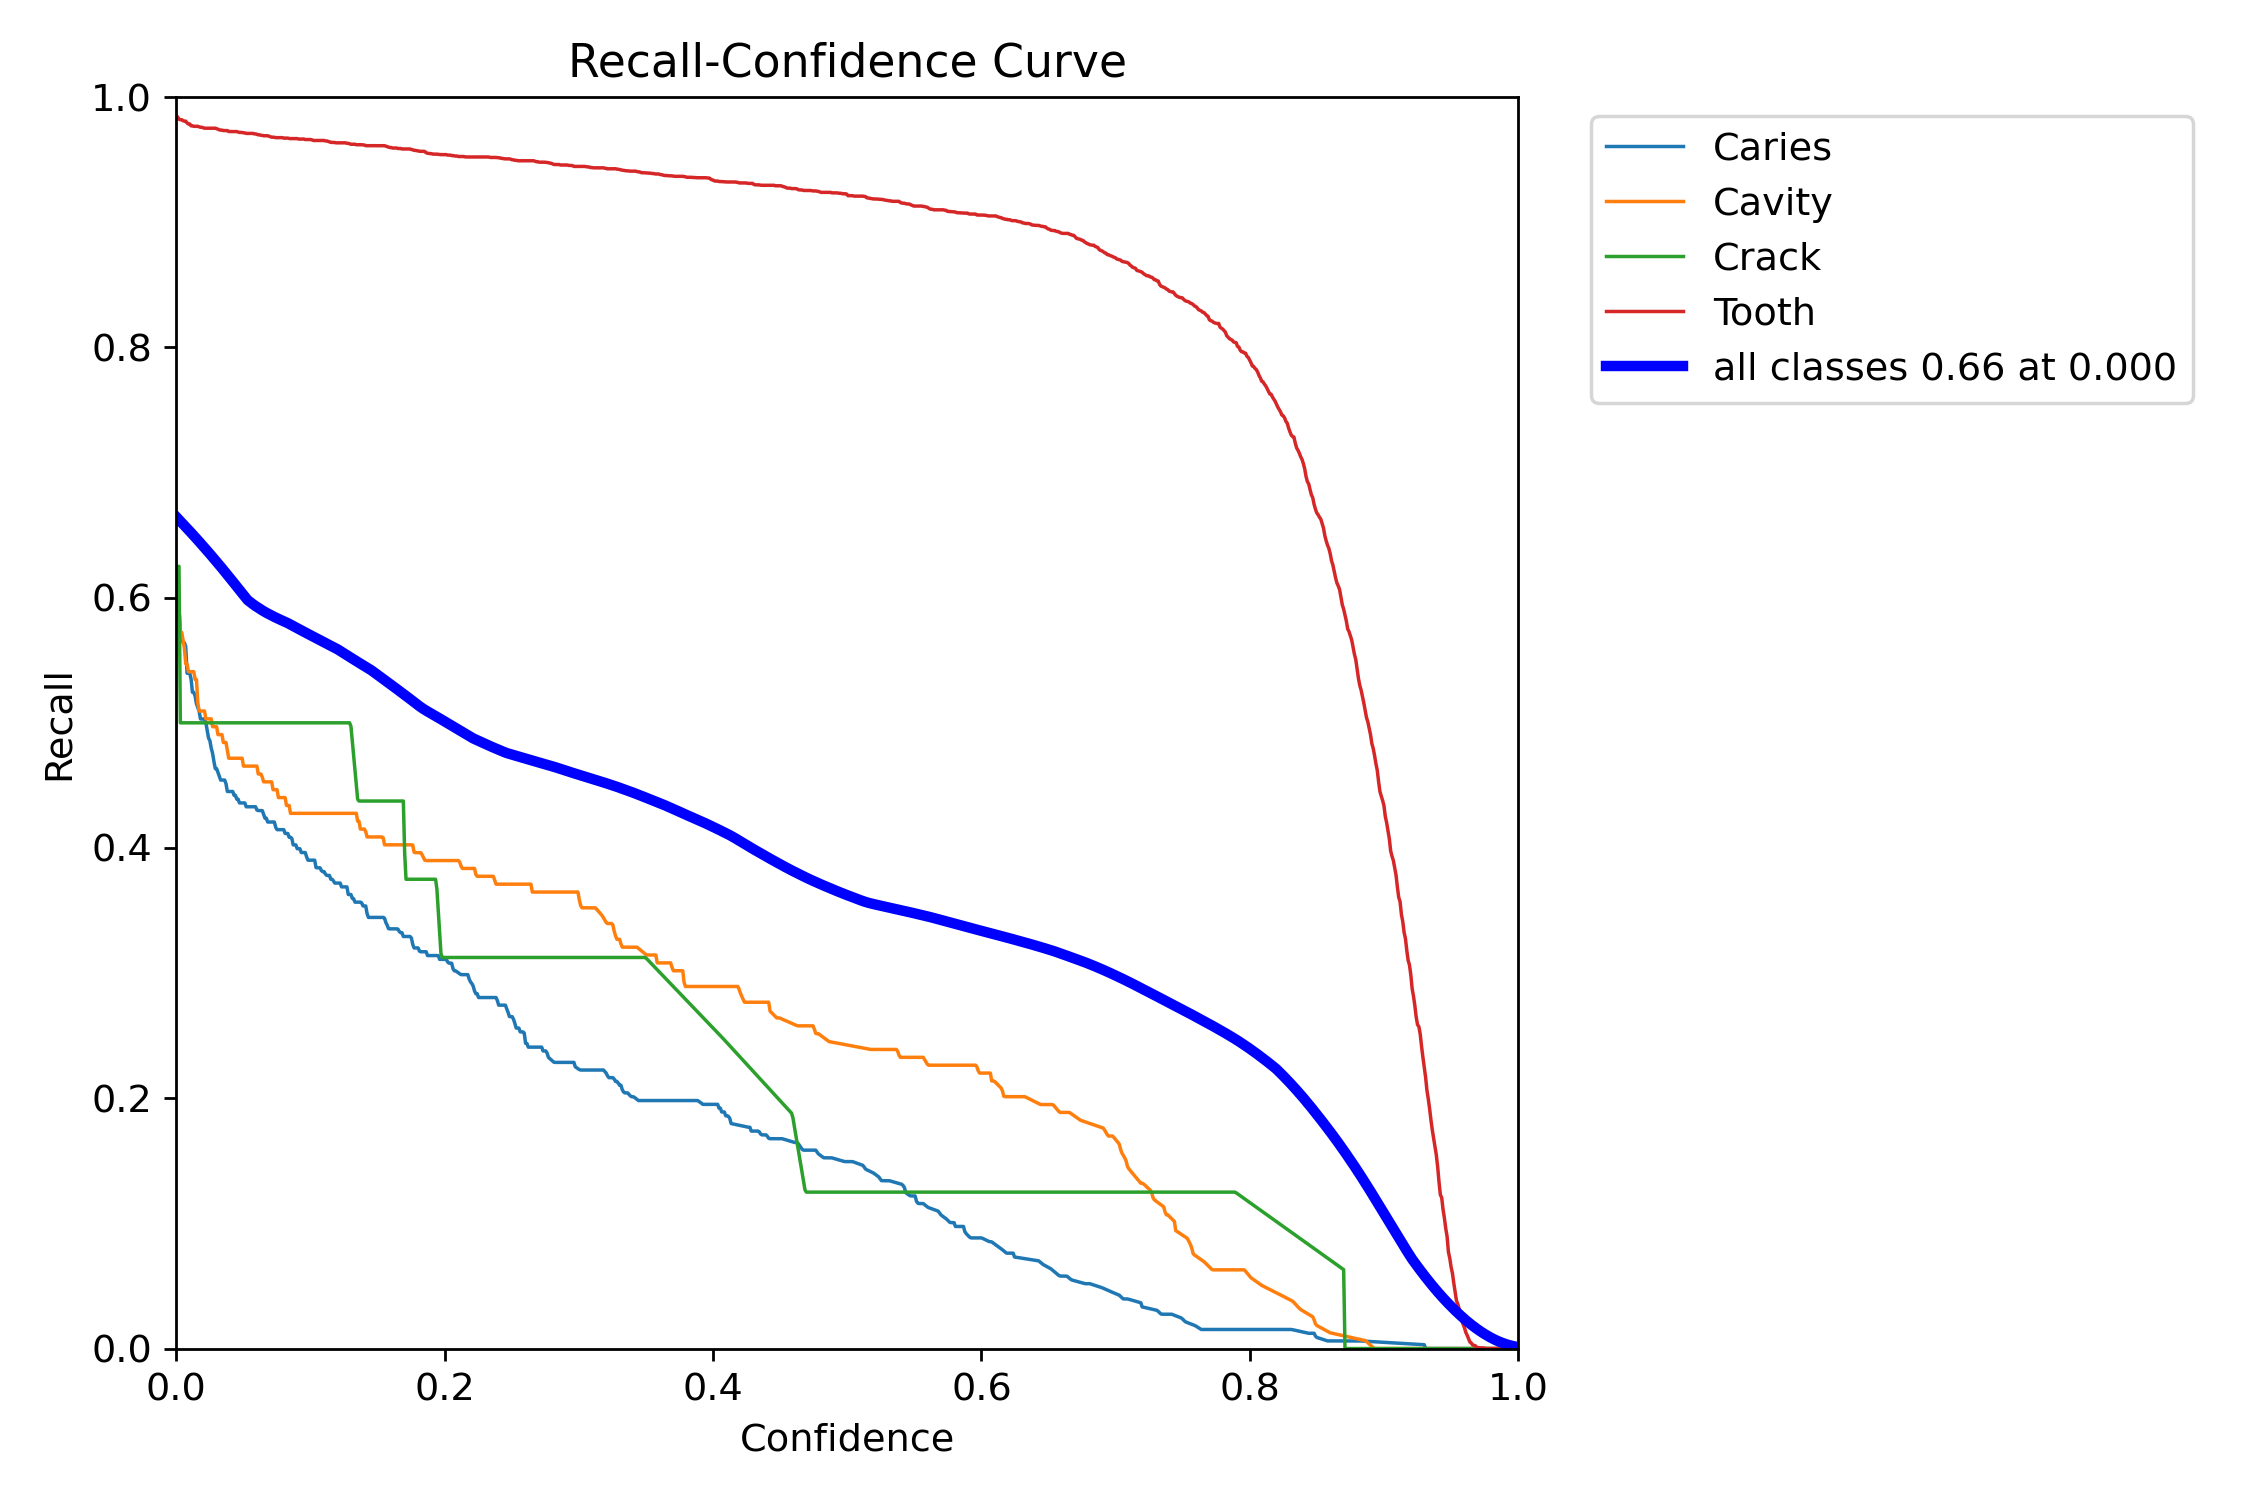 Recall-Confidence Curve
1.0
0.8
0.6
0.4
0.2
0.0
Recall
0.0 0.2 0.4 0.6 0.8 1.0
Confidence
Caries
Cavity
Crack
Tooth
all classes 0.66 at 0.000